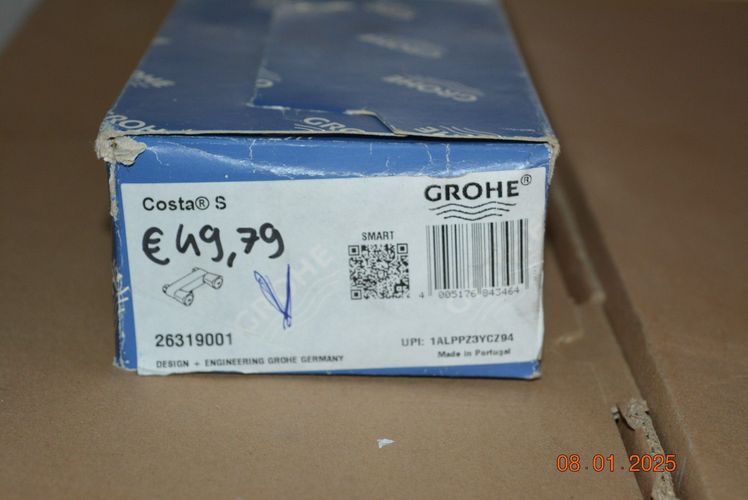 GROHE
GROHE
GROHE®
Costa® S
€ 49,79
SMART
GROHE
4 005176 843464
26319001
UPI: 1ALPPZ3YCZ94
Made in Portugal
DESIGN + ENGINEERING GROHE GERMANY
08.01.2025